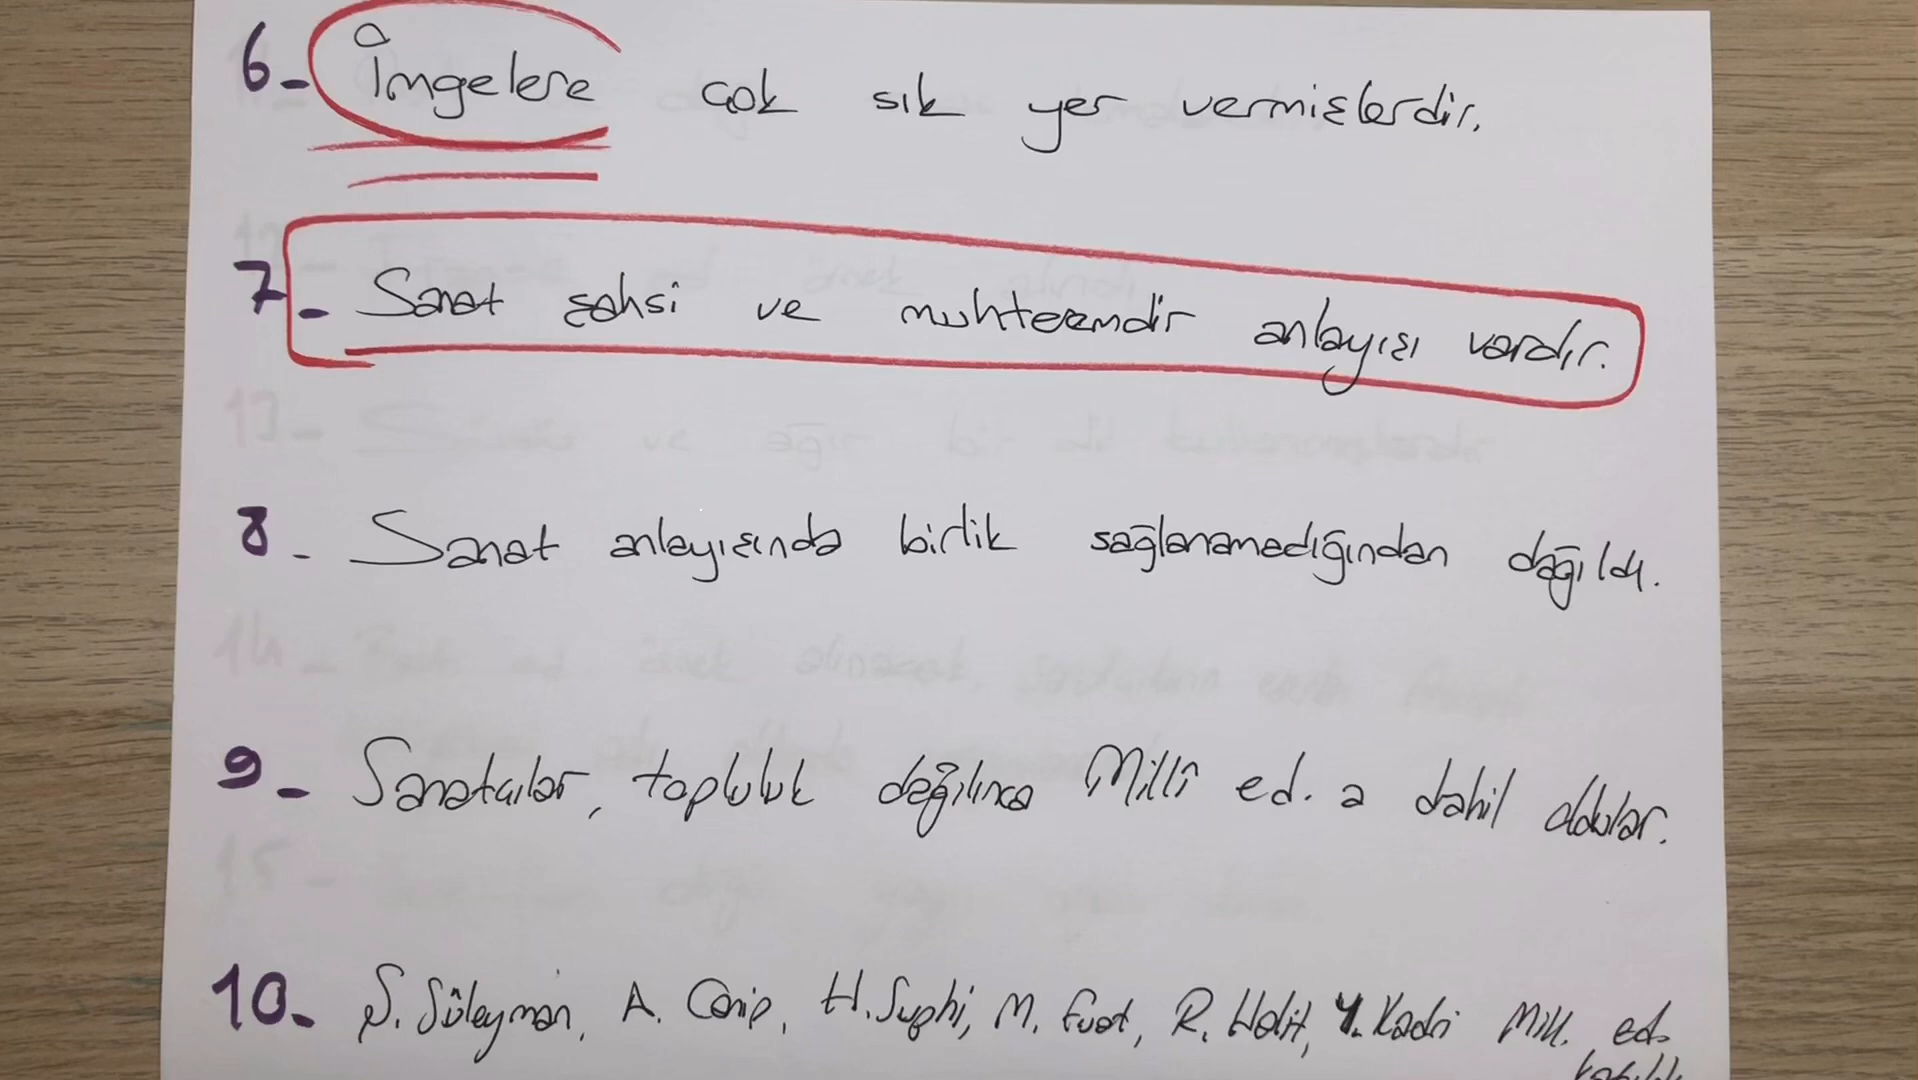 6- İmgelere çok sık yer vermişlerdir.
7- Sanat şahsi ve muhteremdir anlayışı vardır.
8- Sanat anlayışında birlik sağlanamadığından dağıldı.
9- Sanatçılar, topluluk dağılınca Millî ed. a dahil oldular.
10- Ş. Süleyman, A. Canip, H. Suphi, M. Fuat, R. Halit, Y. Kadri Mill. ed.